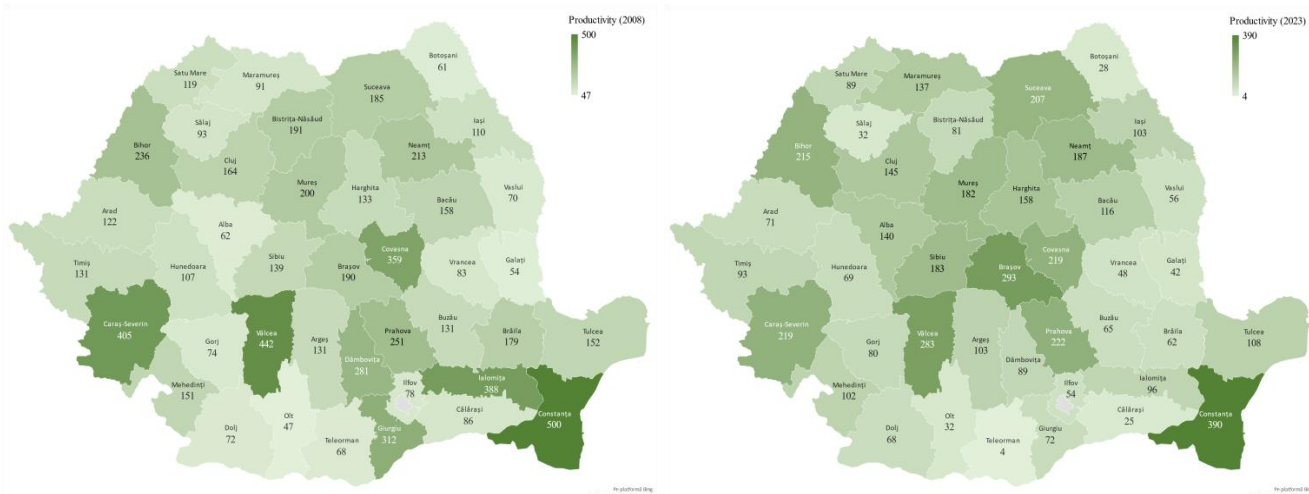 Productivity (2008)
500
47
Botoșani
61
Satu Mare
119
Maramureș
91
Suceava
185
Sălaj
93
Bistrița-Năsăud
191
Iași
110
Bihor
236
Cluj
164
Neamț
213
Mureș
200
Harghita
133
Vaslui
70
Arad
122
Alba
62
Bacău
158
Covasna
359
Timiș
131
Hunedoara
107
Sibiu
139
Brașov
190
Vrancea
83
Galați
54
Caraș-Severin
405
Gorj
74
Vâlcea
442
Argeș
131
Prahova
251
Dâmbovița
281
Buzău
131
Brăila
179
Tulcea
152
Mehedinți
151
Ilfov
78
Ialomița
388
Dolj
72
Olt
47
Teleorman
68
Giurgiu
312
Călărași
86
Constanța
500
Pe platformă Bing
Productivity (2023)
390
4
Botoșani
28
Satu Mare
89
Maramureș
137
Suceava
207
Sălaj
32
Bistrița-Năsăud
81
Iași
103
Bihor
215
Cluj
145
Neamț
187
Mureș
182
Harghita
158
Vaslui
56
Arad
71
Alba
140
Bacău
116
Covasna
219
Timiș
93
Hunedoara
69
Sibiu
183
Brașov
293
Vrancea
48
Galați
42
Caraș-Severin
219
Gorj
80
Vâlcea
283
Argeș
103
Prahova
222
Dâmbovița
89
Buzău
65
Brăila
62
Tulcea
108
Mehedinți
102
Ilfov
54
Ialomița
96
Dolj
68
Olt
32
Teleorman
4
Giurgiu
72
Călărași
25
Constanța
390
Pe platformă Bi